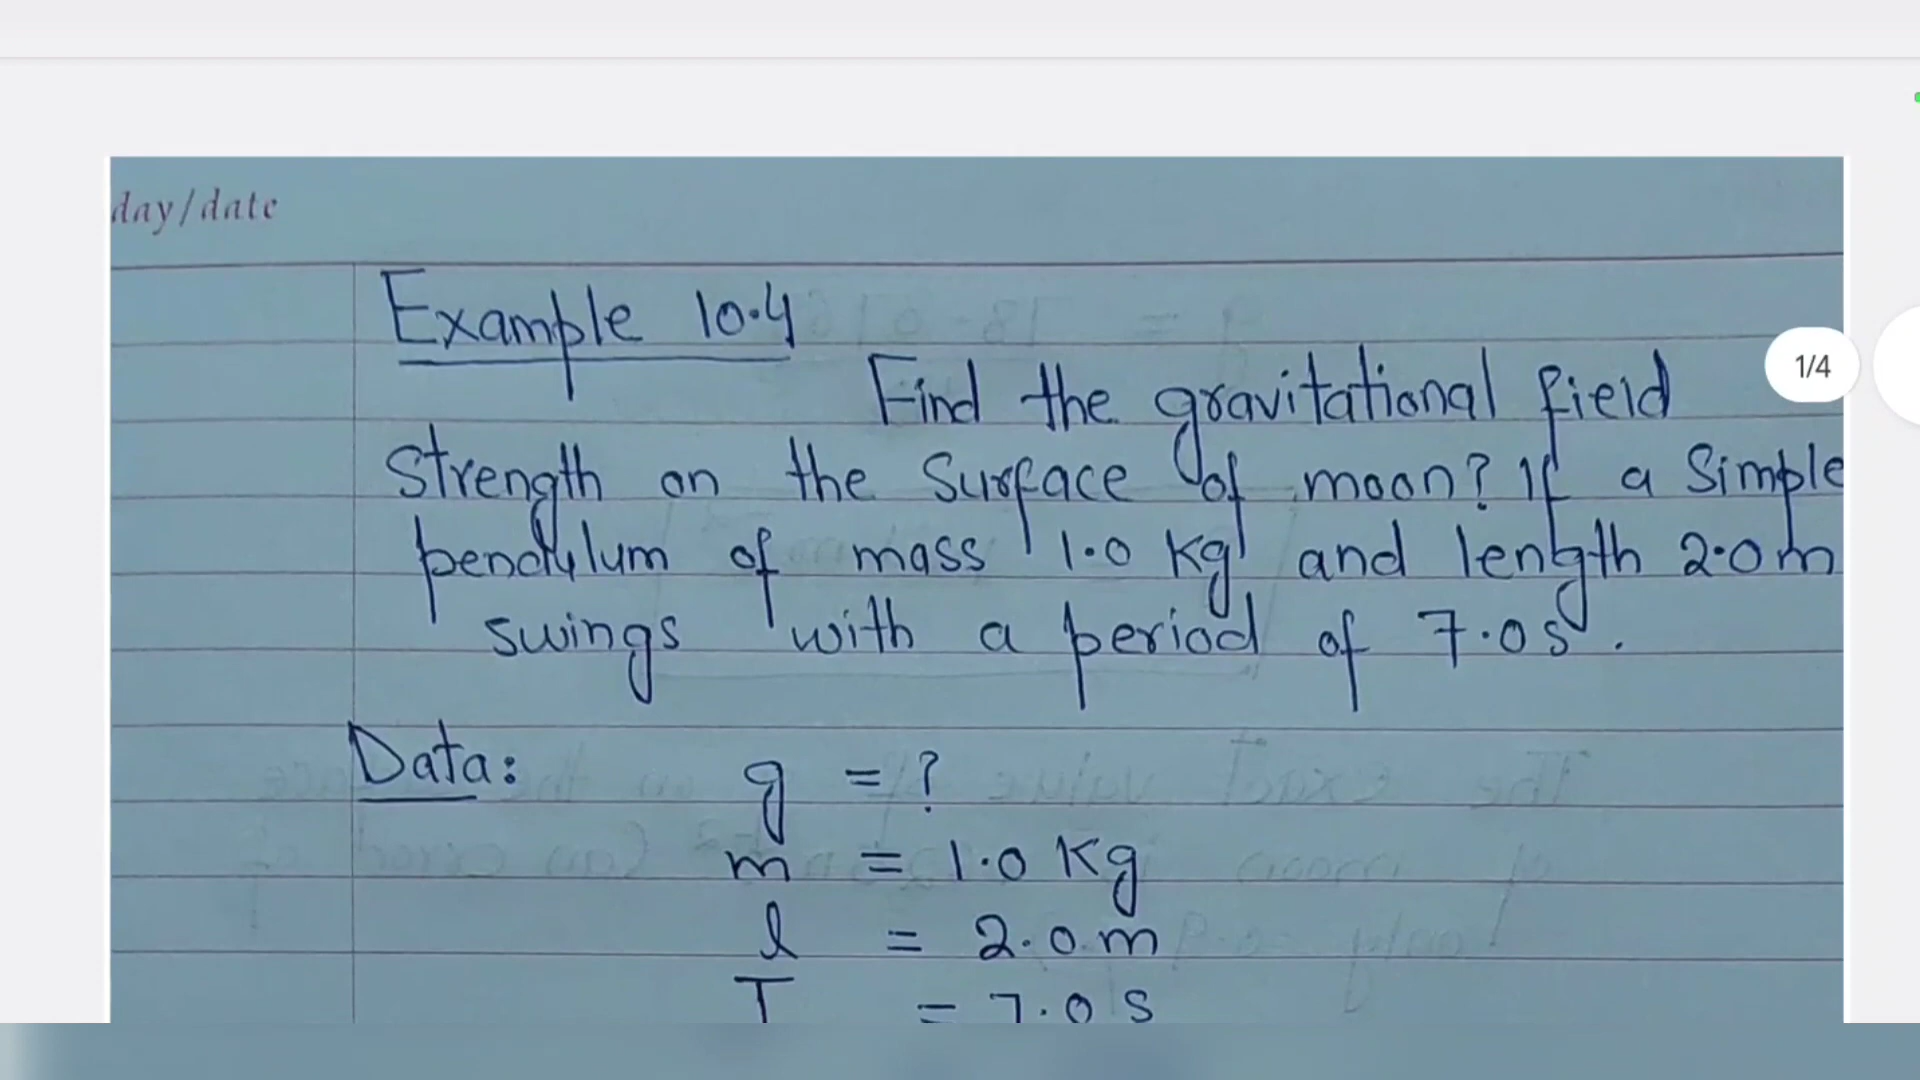 day/date
Example 10.4
1/4
Find the gravitational field
strength on the surface of moon? If a simple
pendulum of mass 1.0 kg and length 2.0m
swings with a period of 7.0s.
Data: g = ?
m = 1.0 kg
l = 2.0m
T = 7.0 s